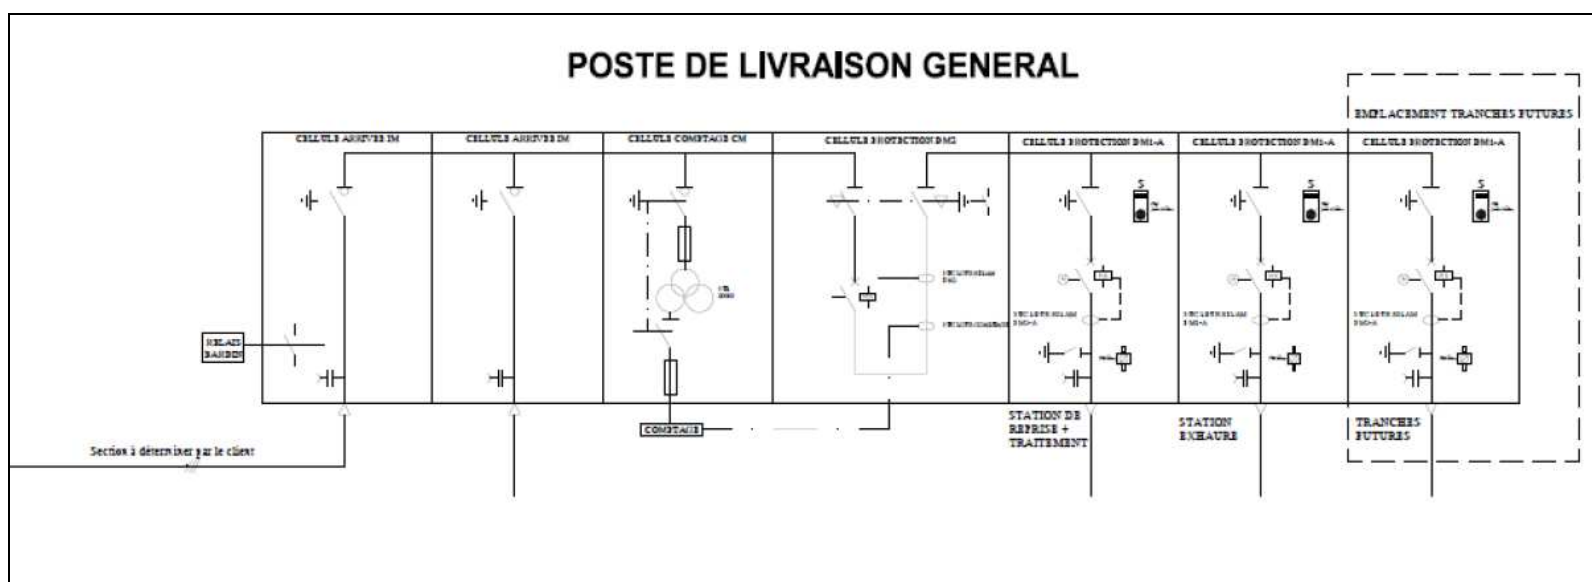 POSTE DE LIVRAISON GENERAL
EMPLACEMENT TRANCHES FUTURES
CELLULE ARRIVEE IM
CELLULE ARRIVEE IM
CELLULE COMPTAGE CM
CELLULE PROTECTION DM2
CELLULE PROTECTION DM1-A
CELLULE PROTECTION DM1-A
CELLULE PROTECTION DM1-A
S
S
S
RELAIS
BARDIN
COMPTAGE
STATION DE
REPRISE +
TRAITEMENT
STATION
EXHAURE
TRANCHES
FUTURES
Section à déterminer par le client